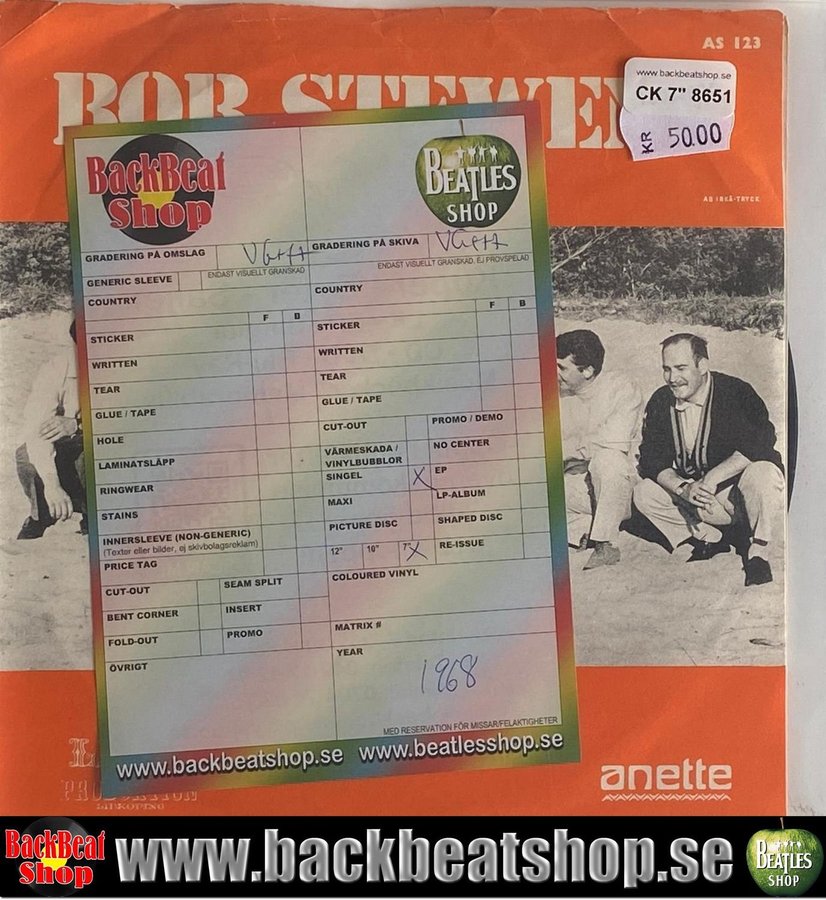 AS 123
BOB STEWEN
www.backbeatshop.se
CK 7" 8651
KR 50.00
AB IRKÅ-TRYCK
BackBeat
Shop
BEATLES
SHOP
GRADERING PÅ OMSLAG
GRADERING PÅ SKIVA
ENDAST VISUELLT GRANSKAD
ENDAST VISUELLT GRANSKAD, EJ PROVSPELAD
GENERIC SLEEVE
COUNTRY
F B
STICKER
WRITTEN
TEAR
GLUE / TAPE
HOLE
LAMINATSLÄPP
RINGWEAR
STAINS
INNERSLEEVE (NON-GENERIC)
(Texter eller bilder, ej skivbolagsreklam)
PRICE TAG
CUT-OUT SEAM SPLIT
BENT CORNER INSERT
FOLD-OUT PROMO
ÖVRIGT
COUNTRY
F B
STICKER
WRITTEN
TEAR
GLUE / TAPE
CUT-OUT PROMO / DEMO
VÄRMESKADA /
VINYLBUBBLOR NO CENTER
SINGEL X EP
MAXI LP-ALBUM
PICTURE DISC SHAPED DISC
12" 10" 7" X RE-ISSUE
COLOURED VINYL
MATRIX #
YEAR
1968
MED RESERVATION FÖR MISSAR/FELAKTIGHETER
www.backbeatshop.se www.beatlesshop.se
anette
LIDKÖPING
BackBeat
Shop
www.backbeatshop.se
BEATLES
SHOP